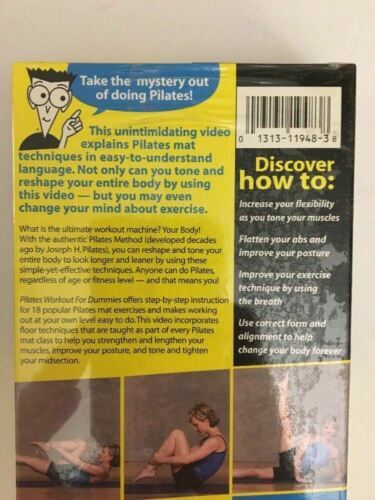 Take the mystery out
of doing Pilates!
This unintimidating video
explains Pilates mat
techniques in easy-to-understand
language. Not only can you tone and
reshape your entire body by using
this video — but you may even
change your mind about exercise.
What is the ultimate workout machine? Your Body!
With the authentic Pilates Method (developed decades
ago by Joseph H. Pilates), you can reshape and tone your
entire body to look longer and leaner by using these
simple-yet-effective techniques. Anyone can do Pilates,
regardless of age or fitness level — and that means you!
Pilates Workout For Dummies offers step-by-step instruction
for 18 popular Pilates mat exercises and makes working
out at your own level easy to do. This video incorporates
floor techniques that are taught as part of every Pilates
mat class to help you strengthen and lengthen your
muscles, improve your posture, and tone and tighten
your midsection.
0 1313-11948-3 8
Discover
how to:
Increase your flexibility
as you tone your muscles
Flatten your abs and
improve your posture
Improve your exercise
technique by using
the breath
Use correct form and
alignment to help
change your body forever